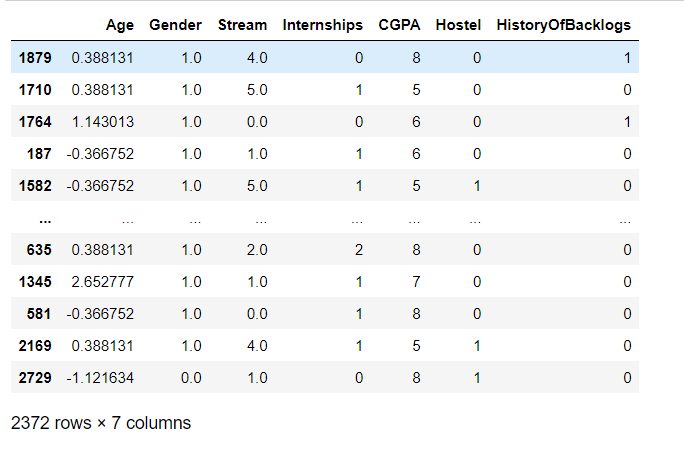 Age Gender Stream Internships CGPA Hostel HistoryOfBacklogs
1879 0.388131 1.0 4.0 0 8 0 1
1710 0.388131 1.0 5.0 1 5 0 0
1764 1.143013 1.0 0.0 0 6 0 1
187 -0.366752 1.0 1.0 1 6 0 0
1582 -0.366752 1.0 5.0 1 5 1 0
... ... ... ... ... ... ... ...
635 0.388131 1.0 2.0 2 8 0 0
1345 2.652777 1.0 1.0 1 7 0 0
581 -0.366752 1.0 0.0 1 8 0 0
2169 0.388131 1.0 4.0 1 5 1 0
2729 -1.121634 0.0 1.0 0 8 1 0
2372 rows × 7 columns